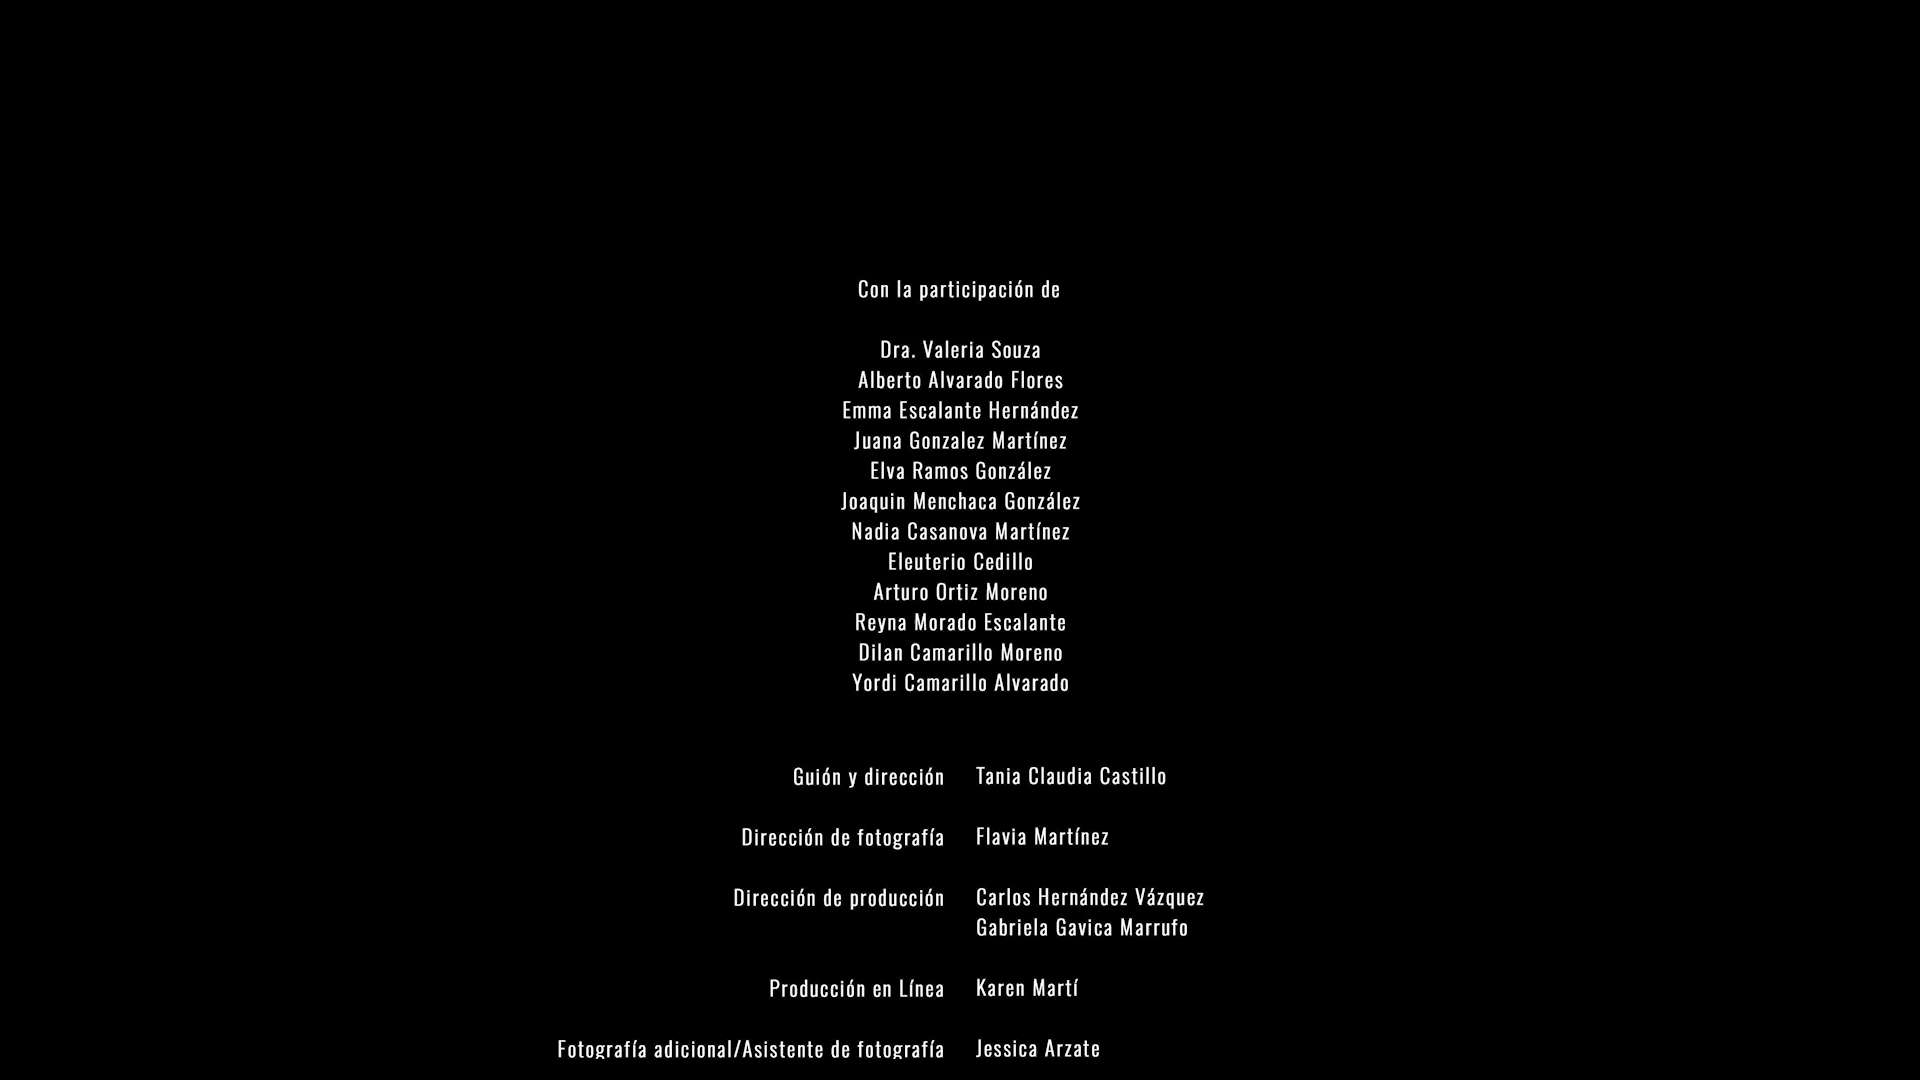 Con la participación de
Dra. Valeria Souza
Alberto Alvarado Flores
Emma Escalante Hernández
Juana Gonzalez Martínez
Elva Ramos González
Joaquin Menchaca González
Nadia Casanova Martínez
Eleuterio Cedillo
Arturo Ortiz Moreno
Reyna Morado Escalante
Dilan Camarillo Moreno
Yordi Camarillo Alvarado
Guión y dirección Tania Claudia Castillo
Dirección de fotografía Flavia Martínez
Dirección de producción Carlos Hernández Vázquez
Gabriela Gavica Marrufo
Producción en Línea Karen Martí
Fotografía adicional/Asistente de fotografía Jessica Arzate